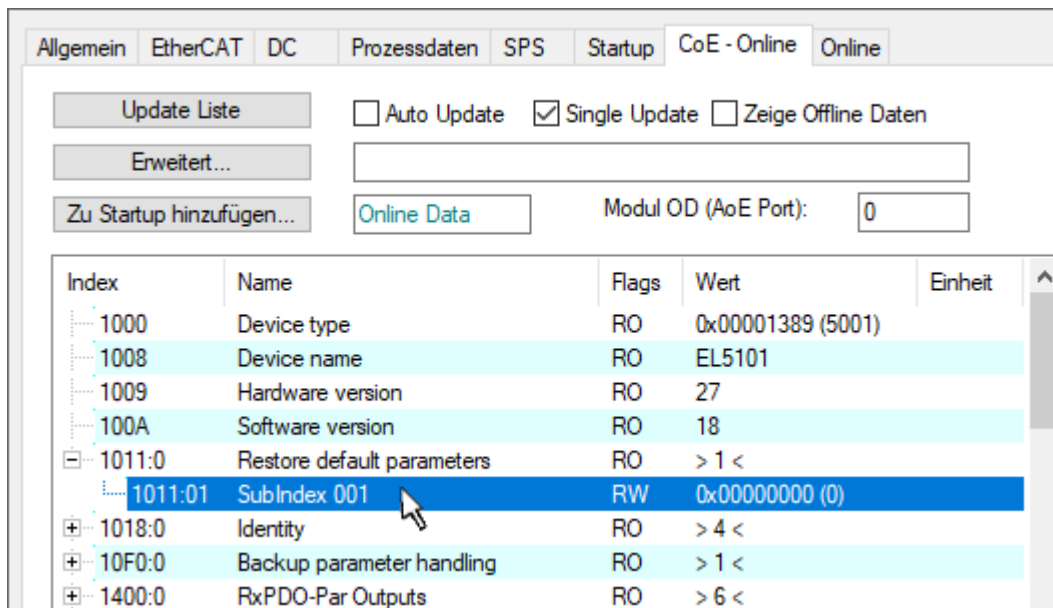 Allgemein EtherCAT DC Prozessdaten SPS Startup CoE - Online Online
Update Liste Auto Update Single Update Zeige Offline Daten
Erweitert...
Zu Startup hinzufügen... Online Data Modul OD (AoE Port): 0
Index Name Flags Wert Einheit
1000 Device type RO 0x00001389 (5001)
1008 Device name RO EL5101
1009 Hardware version RO 27
100A Software version RO 18
1011:0 Restore default parameters RO > 1 <
1011:01 SubIndex 001 RW 0x00000000 (0)
1018:0 Identity RO > 4 <
10F0:0 Backup parameter handling RO > 1 <
1400:0 RxPDO-Par Outputs RO > 6 <